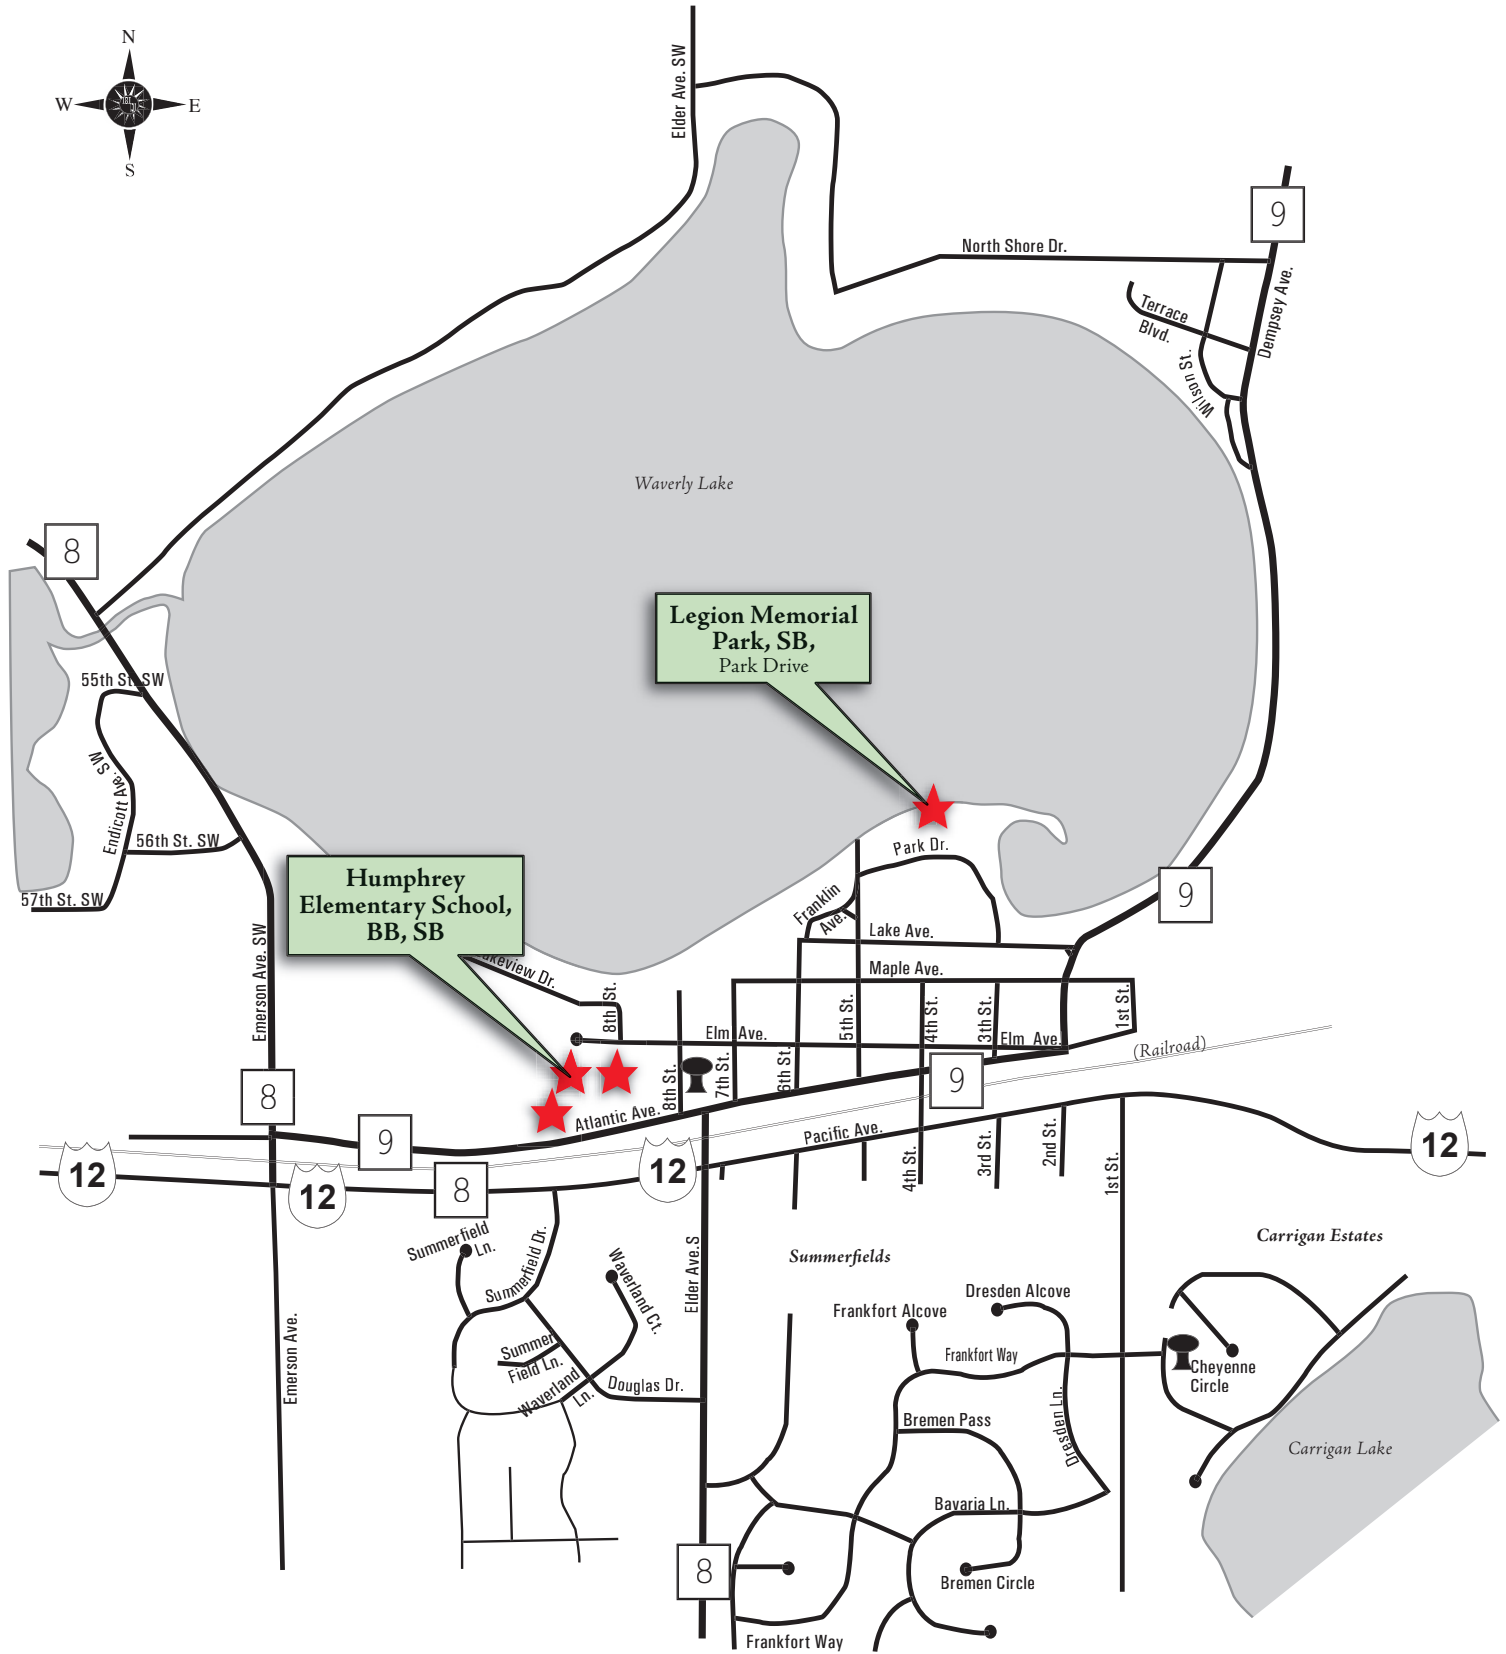 N
W E
S
Elder Ave. SW
9
North Shore Dr.
Terrace
Blvd.
Dempsey Ave.
Wilson St.
Waverly Lake
8
Legion Memorial
Park, SB,
Park Drive
55th St. SW
Endicott Ave. SW
56th St. SW
57th St. SW
Park Dr.
9
Humphrey
Elementary School,
BB, SB
Franklin
Ave.
Lake Ave.
Emerson Ave. SW
Maple Ave.
8th St.
5th St.
4th St.
3th St.
1st St.
Elm Ave.
Elm Ave.
(Railroad)
8th St.
7th St.
6th St.
9
8
Atlantic Ave.
9
Pacific Ave.
12
12
8
12
12
4th St.
3rd St.
2nd St.
1st St.
Summerfield
Ln.
Summerfield Dr.
Waverland Ct.
Elder Ave.S
Summerfields
Carrigan Estates
Dresden Alcove
Frankfort Alcove
Emerson Ave.
Summer
Field Ln.
Frankfort Way
Cheyenne
Circle
Waverland
Ln.
Douglas Dr.
Dresden Ln.
Bremen Pass
Carrigan Lake
Bavaria Ln.
8
Bremen Circle
Frankfort Way